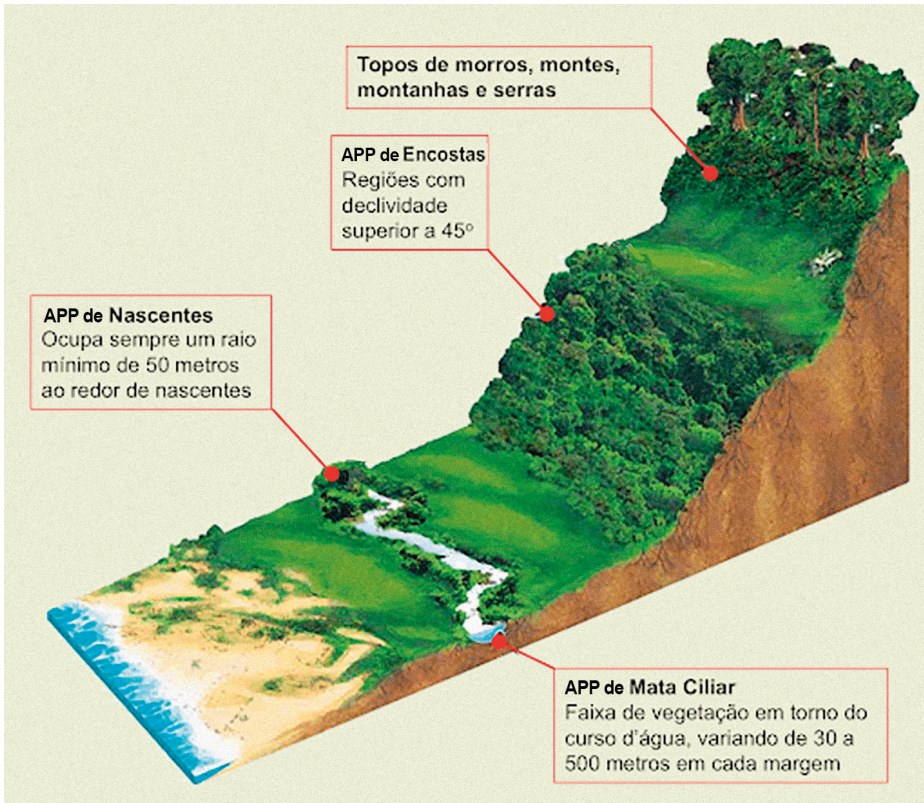 Topos de morros, montes,
montanhas e serras
APP de Encostas
Regiões com
declividade
superior a 45º
APP de Nascentes
Ocupa sempre um raio
mínimo de 50 metros
ao redor de nascentes
APP de Mata Ciliar
Faixa de vegetação em torno do
curso d'água, variando de 30 a
500 metros em cada margem